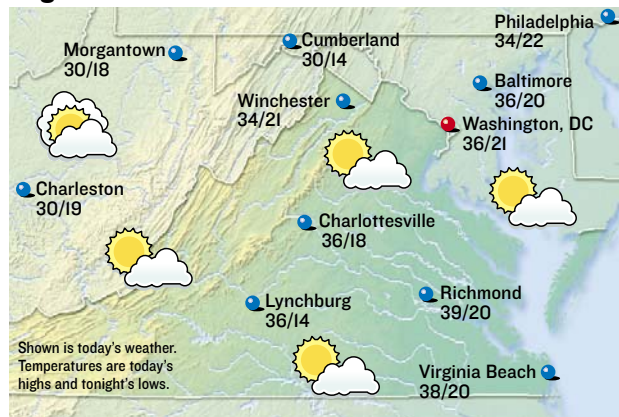 Philadelphia
34/22
Morgantown
30/18
Cumberland
30/14
Baltimore
36/20
Winchester
34/21
Washington, DC
36/21
Charleston
30/19
Charlottesville
36/18
Lynchburg
36/14
Richmond
39/20
Shown is today's weather.
Temperatures are today's
highs and tonight's lows.
Virginia Beach
38/20